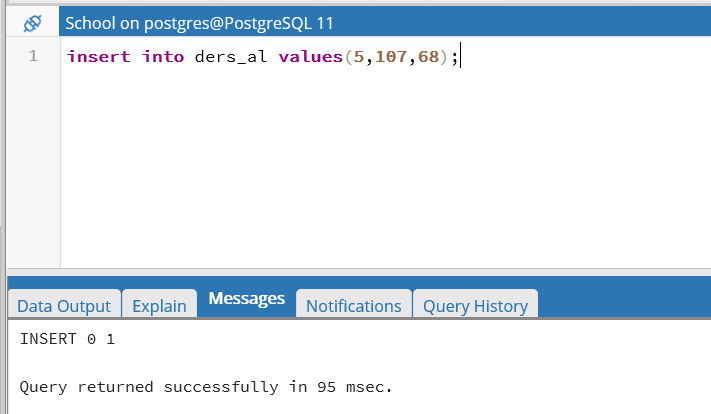 School on postgres@PostgreSQL 11
1 insert into ders_al values(5,107,68);
Data Output Explain Messages Notifications Query History
INSERT 0 1
Query returned successfully in 95 msec.